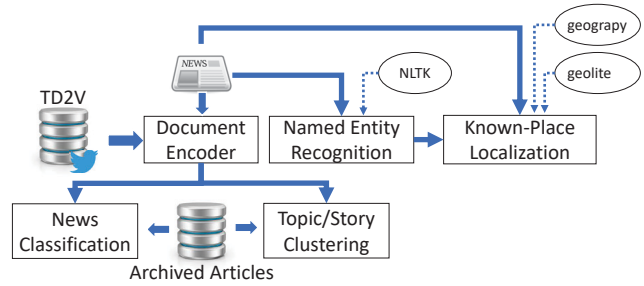 NEWS
geograpy
TD2V
NLTK
geolite
Document
Encoder
Named Entity
Recognition
Known-Place
Localization
News
Classification
Topic/Story
Clustering
Archived Articles